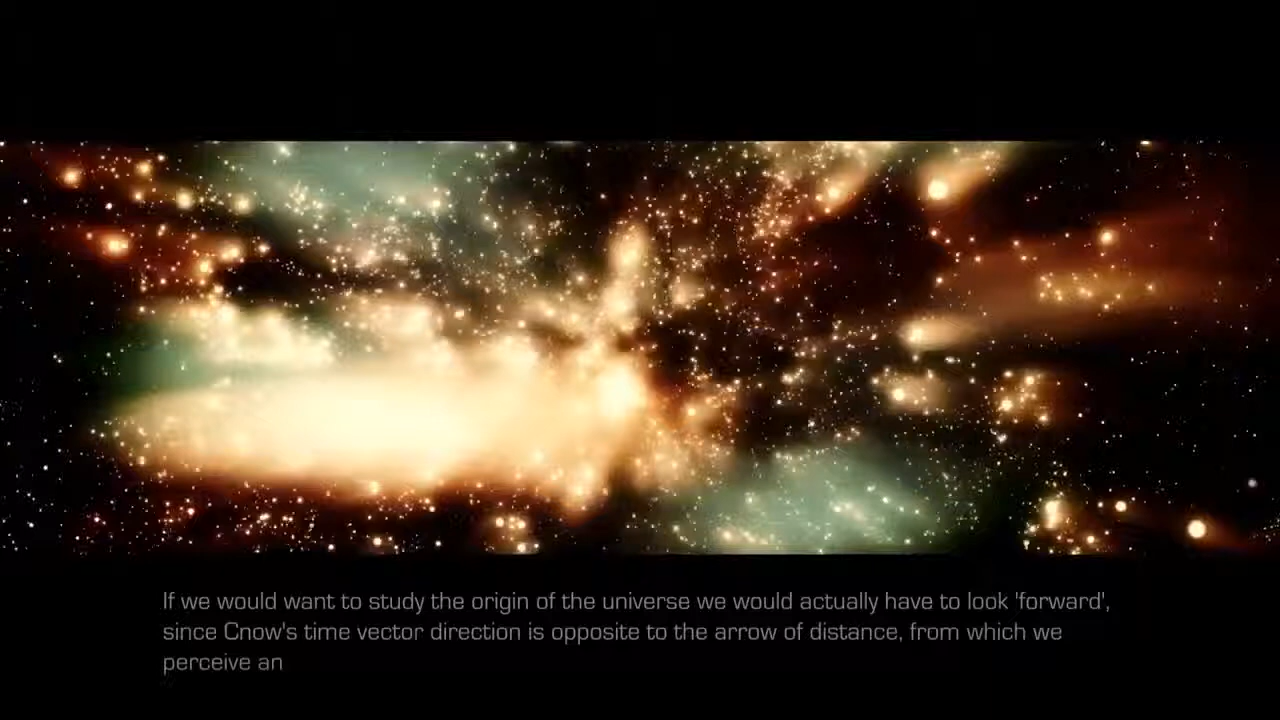 If we would want to study the origin of the universe we would actually have to look 'forward',
since Cnow's time vector direction is opposite to the arrow of distance, from which we
perceive an